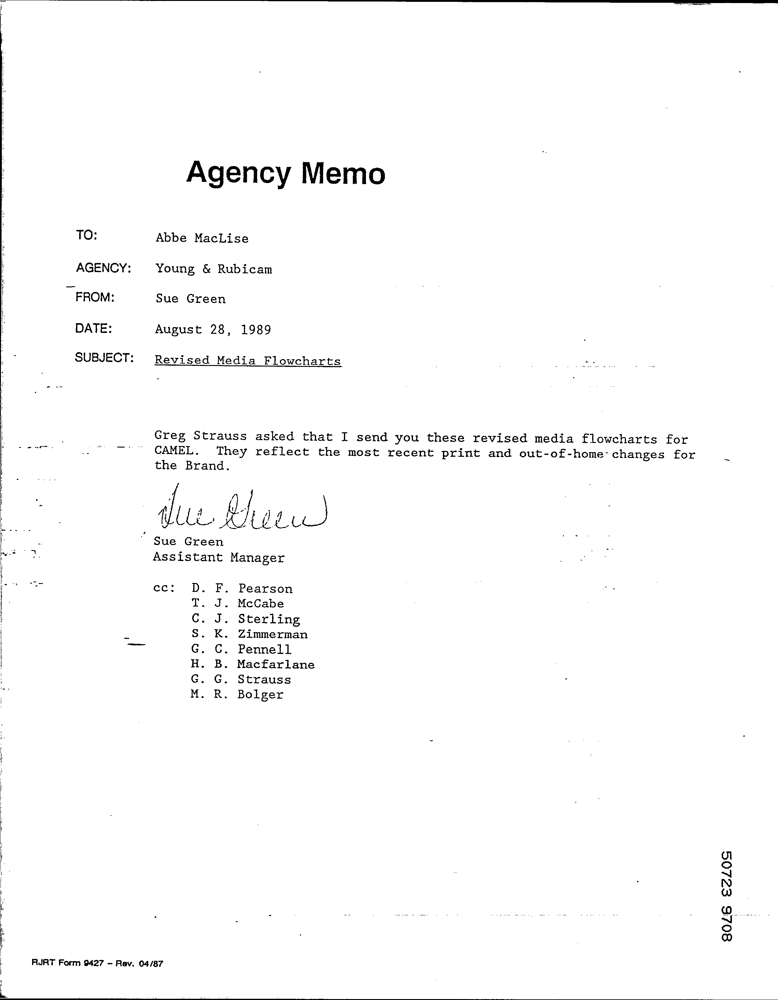 Agency Memo
TO: Abbe MacLise
AGENCY: Young & Rubicam
FROM: Sue Green
DATE: August 28, 1989
SUBJECT: Revised Media Flowcharts
Greg Strauss asked that I send you these revised media flowcharts for
CAMEL. They reflect the most recent print and out-of-home changes for
the Brand.
Sue Green
Sue Green
Assistant Manager
cc: D. F. Pearson
T. J. McCabe
C. J. Sterling
S. K. Zimmerman
G. C. Pennell
H. B. Macfarlane
G. G. Strauss
M. R. Bolger
50723 9708
RJRT Form 9427 – Rev. 04/87